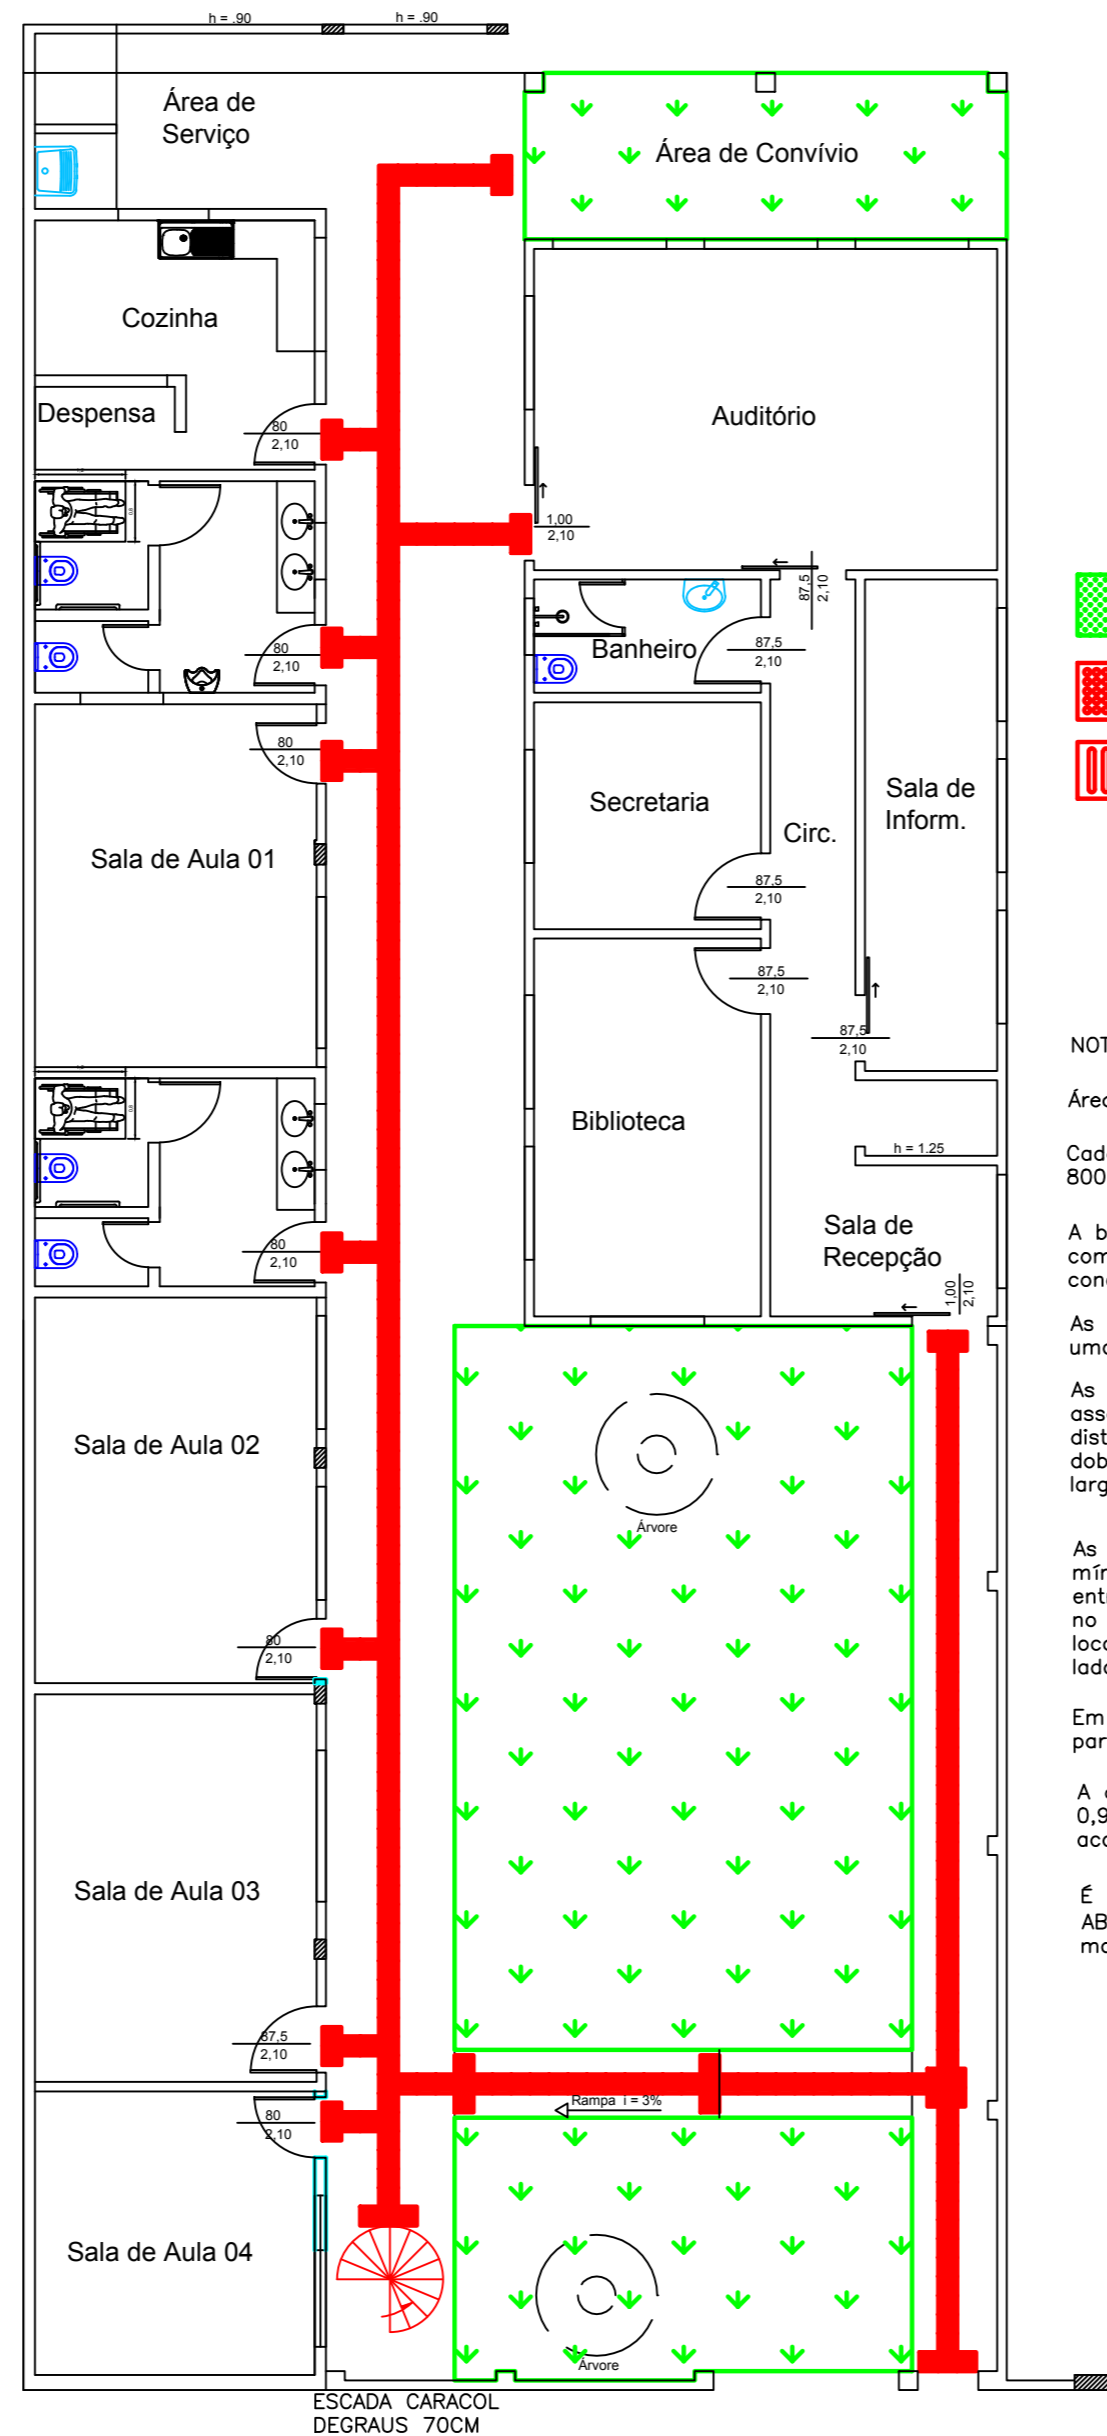 h = .90
h = .90
Área de
Serviço
Área de Convívio
Cozinha
Despensa
80
2,10
Auditório
1,00
2,10
87,5
2,10
80
2,10
Banheiro
87,5
2,10
80
2,10
Sala de Aula 01
Secretaria
Circ.
Sala de
Inform.
87,5
2,10
87,5
2,10
87,5
2,10
Biblioteca
h = 1.25
80
2,10
Sala de
Recepção
1,00
2,10
Sala de Aula 02
Árvore
80
2,10
Sala de Aula 03
87,5
2,10
Rampa i = 3%
80
2,10
Sala de Aula 04
Árvore
ESCADA CARACOL
DEGRAUS 70CM
800
A
As
As
As
no
Em
A
0,9
É